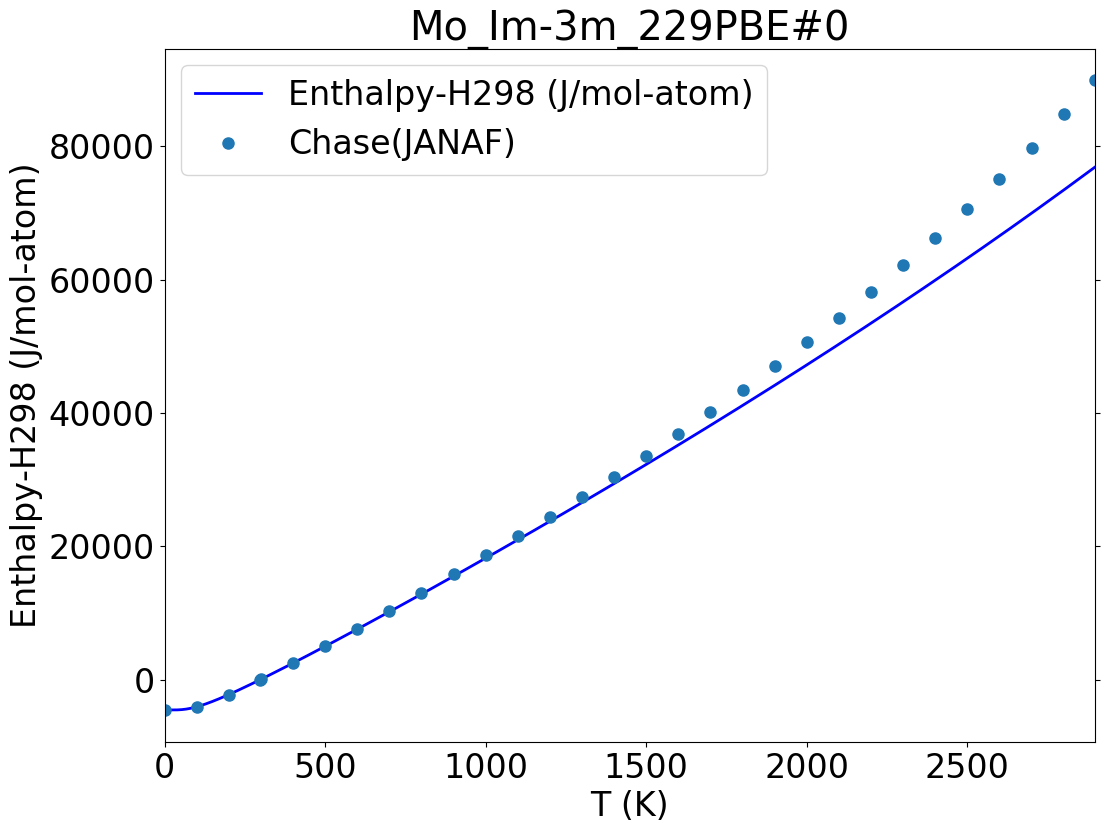 Mo_Im-3m_229PBE#0
Enthalpy-H298 (J/mol-atom)
Chase(JANAF)
Enthalpy-H298 (J/mol-atom)
80000
60000
40000
20000
0
0 500 1000 1500 2000 2500
T (K)